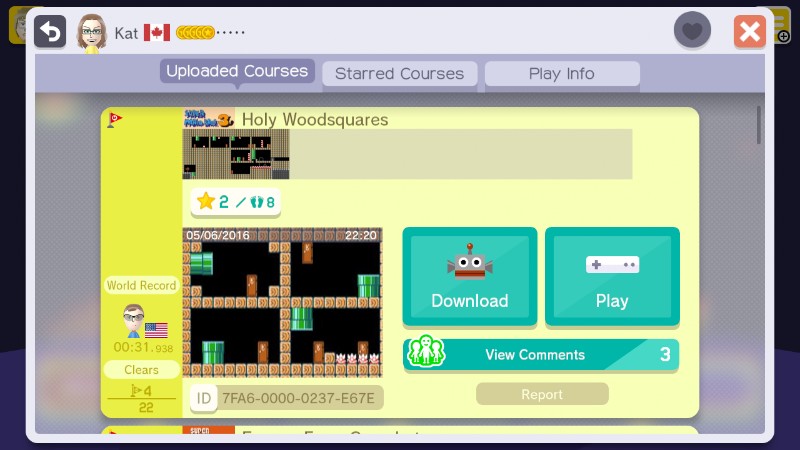 Kat
Uploaded Courses
Starred Courses
Play Info
Holy Woodsquares
2 / 8
05/06/2016 22:20
World Record
00:31.938
Clears
4
22
Download
Play
View Comments 3
ID 7FA6-0000-0237-E67E
Report